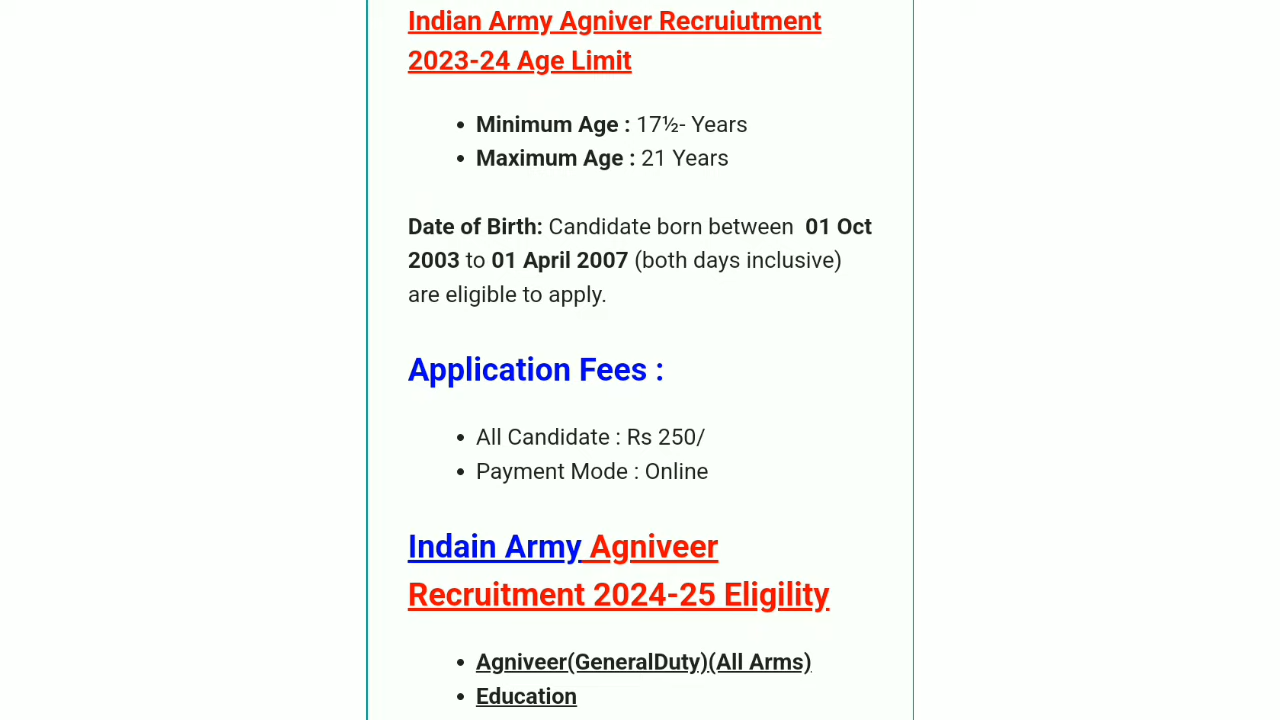 Indian Army Agniver Recruiutment
2023-24 Age Limit
• Minimum Age : 17½- Years
• Maximum Age : 21 Years
Date of Birth: Candidate born between  01 Oct
2003 to 01 April 2007 (both days inclusive)
are eligible to apply.
Application Fees :
• All Candidate : Rs 250/
• Payment Mode : Online
Indain Army Agniveer
Recruitment 2024-25 Eligility
• Agniveer(GeneralDuty)(All Arms)
• Education